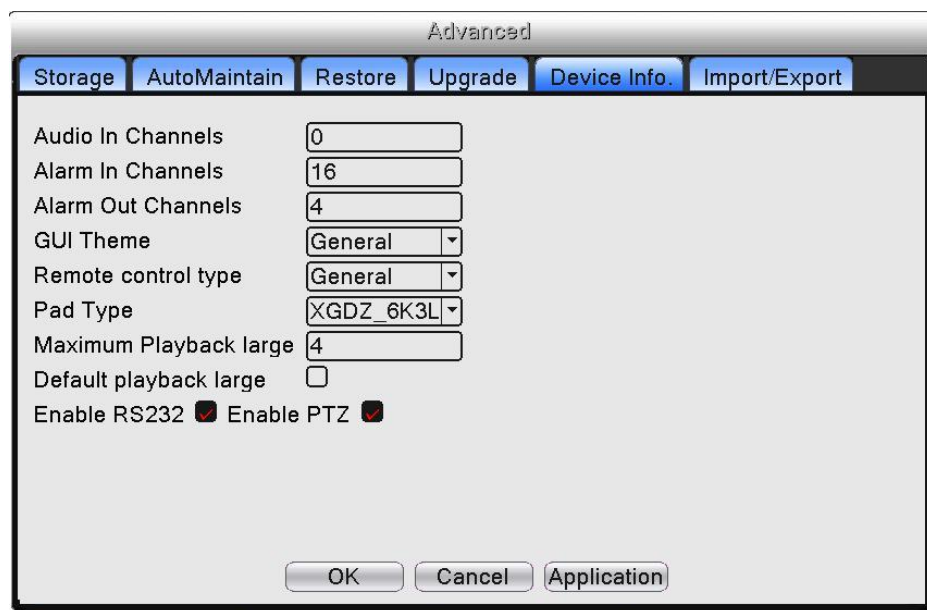 Advanced
Storage AutoMaintain Restore Upgrade Device Info. Import/Export
Audio In Channels 0
Alarm In Channels 16
Alarm Out Channels 4
GUI Theme General
Remote control type General
Pad Type XGDZ_6K3L
Maximum Playback large 4
Default playback large
Enable RS232 Enable PTZ
OK Cancel Application